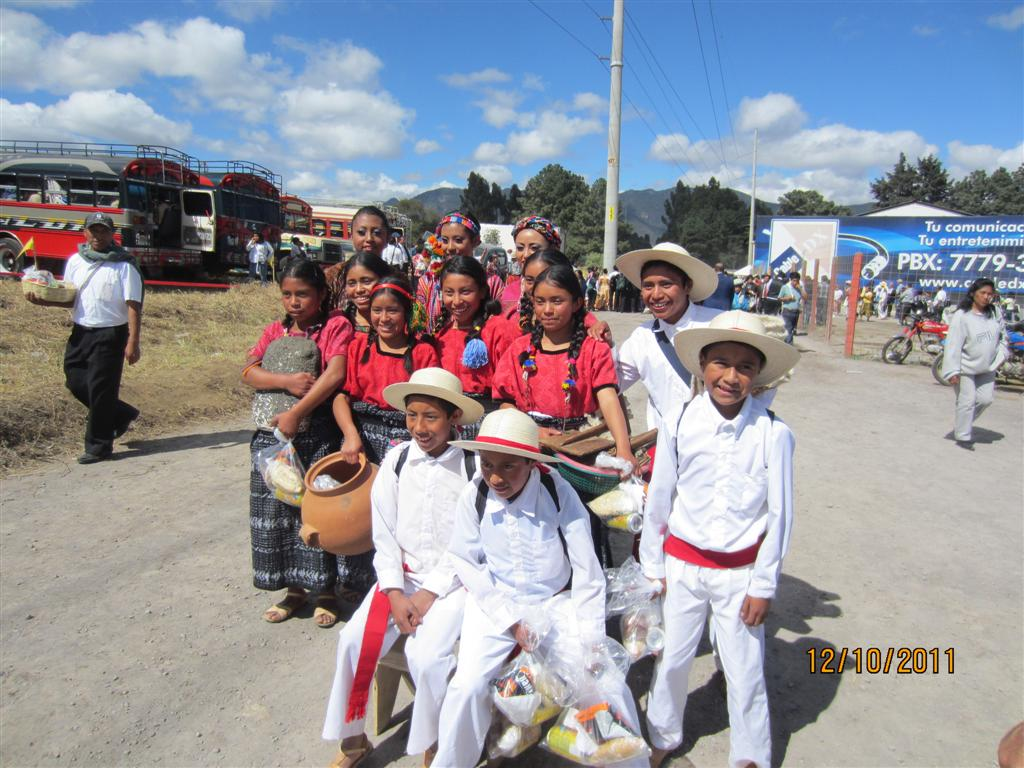 Tu comunicac
Tu entretenimi
PBX: 7779-3
www.c
12/10/2011